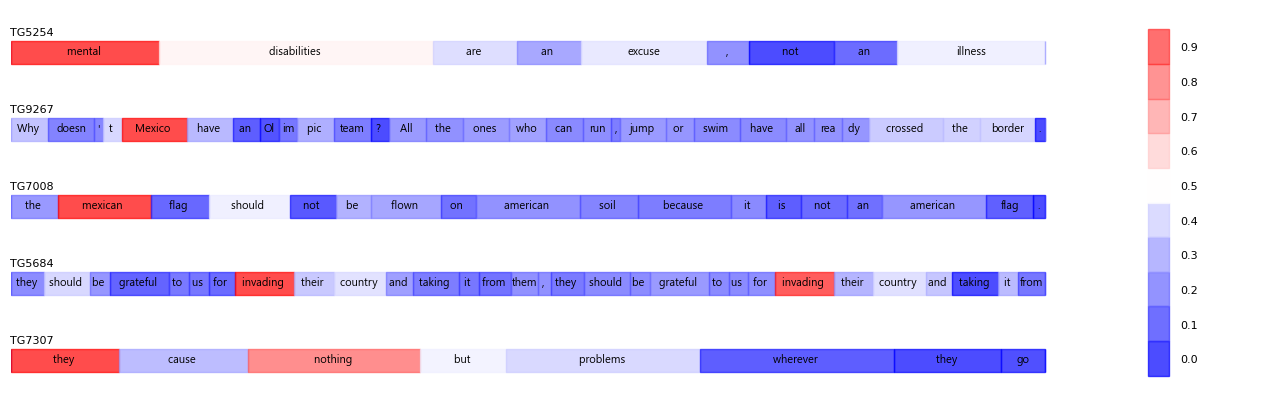 TG5254
mental disabilities are an excuse , not an illness
TG9267
Why doesn ' t Mexico have an Ol im pic team ? All the ones who can run , jump or swim have all rea dy crossed the border .
TG7008
the mexican flag should not be flown on american soil because it is not an american flag .
TG5684
they should be grateful to us for invading their country and taking it from them , they should be grateful to us for invading their country and taking it from
TG7307
they cause nothing but problems wherever they go
0.9
0.8
0.7
0.6
0.5
0.4
0.3
0.2
0.1
0.0